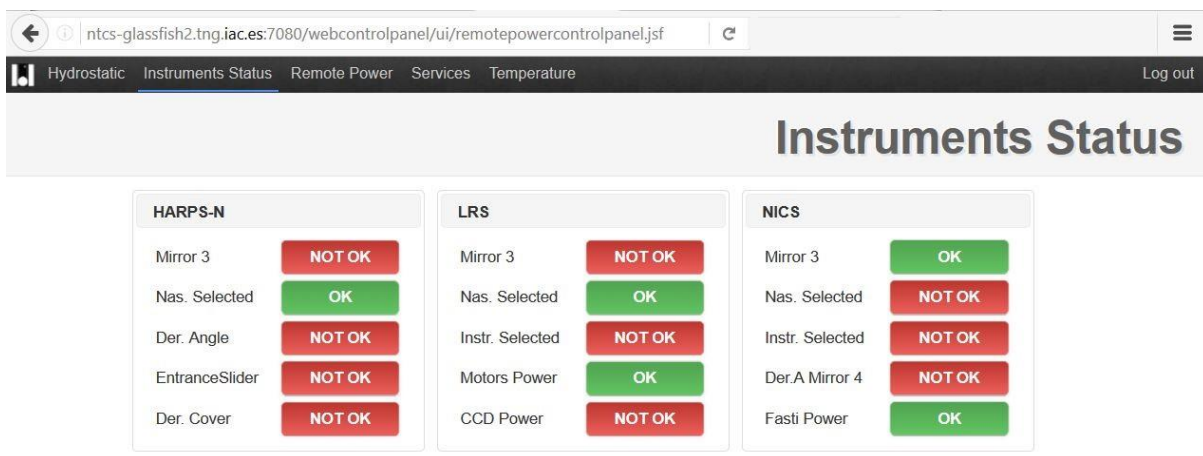 ntcs-glassfish2.tng.iac.es:7080/webcontrolpanel/ui/remotepowercontrolpanel.jsf
Hydrostatic Instruments Status Remote Power Services Temperature Log out
Instruments Status
HARPS-N
Mirror 3 NOT OK
Nas. Selected OK
Der. Angle NOT OK
EntranceSlider NOT OK
Der. Cover NOT OK
LRS
Mirror 3 NOT OK
Nas. Selected OK
Instr. Selected NOT OK
Motors Power OK
CCD Power NOT OK
NICS
Mirror 3 OK
Nas. Selected NOT OK
Instr. Selected NOT OK
Der.A Mirror 4 NOT OK
Fasti Power OK